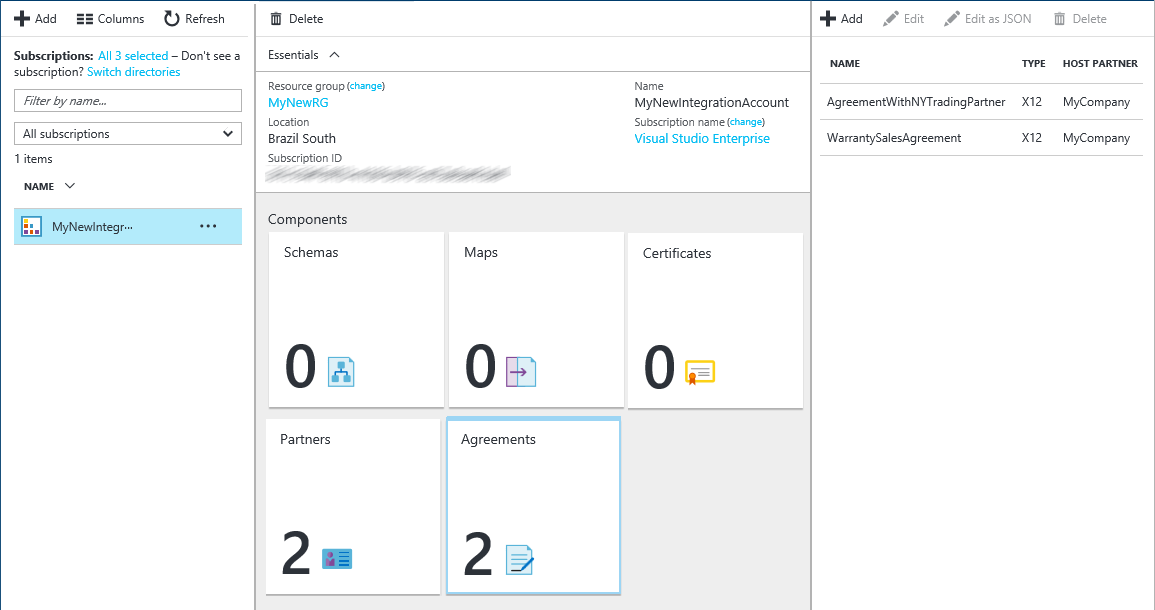 Add Columns Refresh
Subscriptions: All 3 selected – Don't see a
subscription? Switch directories
Filter by name...
All subscriptions
1 items
NAME
MyNewIntegr···
Delete
Essentials
Resource group (change)
MyNewRG
Location
Brazil South
Subscription ID
Name
MyNewIntegrationAccount
Subscription name (change)
Visual Studio Enterprise
Components
Schemas
0
Maps
0
Certificates
0
Partners
2
Agreements
2
Add Edit Edit as JSON Delete
NAME TYPE HOST PARTNER
AgreementWithNYTradingPartner X12 MyCompany
WarrantySalesAgreement X12 MyCompany